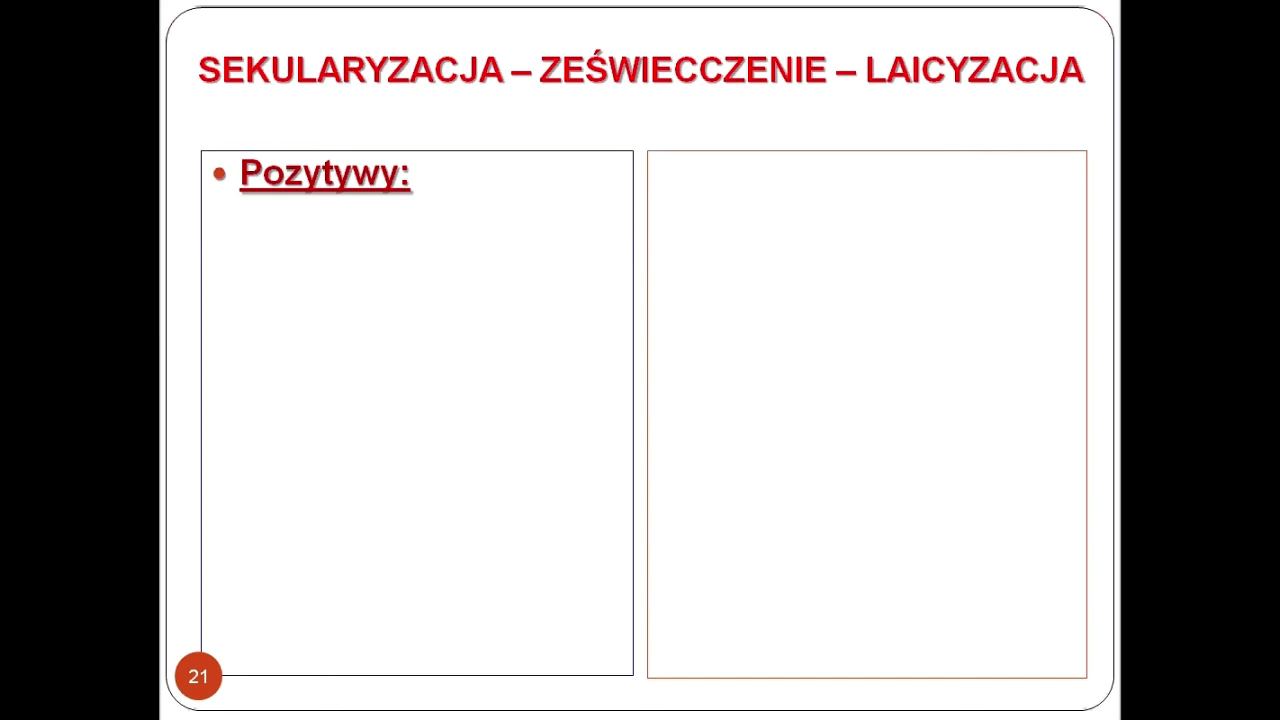 SEKULARYZACJA – ZEŚWIECCZENIE – LAICYZACJA
• Pozytywy:
21